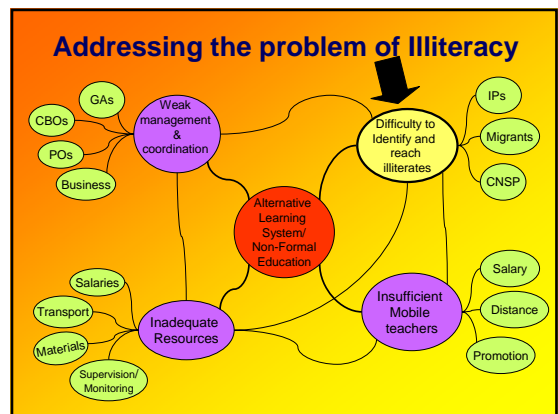 Addressing the problem of Illiteracy
GAs
CBOs
POs
Business
Weak
management
&
coordination
Difficulty to
Identify and
reach
illiterates
IPs
Migrants
CNSP
Alternative
Learning
System/
Non-Formal
Education
Salaries
Transport
Materials
Supervision/
Monitoring
Inadequate
Resources
Insufficient
Mobile
teachers
Salary
Distance
Promotion